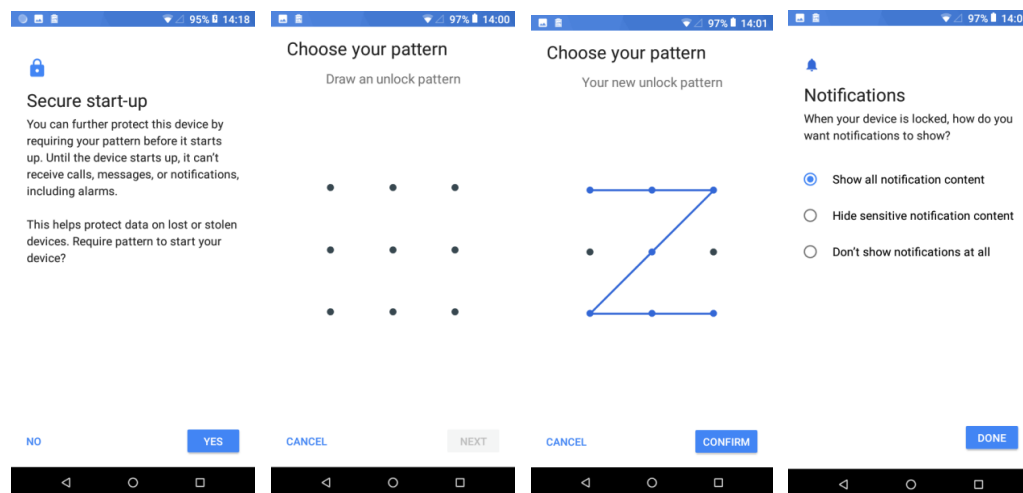 95% 14:18
Secure start-up
You can further protect this device by
requiring your pattern before it starts
up. Until the device starts up, it can't
receive calls, messages, or notifications,
including alarms.
This helps protect data on lost or stolen
devices. Require pattern to start your
device?
NO
YES
97% 14:00
Choose your pattern
Draw an unlock pattern
CANCEL
NEXT
97% 14:01
Choose your pattern
Your new unlock pattern
CANCEL
CONFIRM
97% 14:0
Notifications
When your device is locked, how do you
want notifications to show?
Show all notification content
Hide sensitive notification content
Don't show notifications at all
DONE